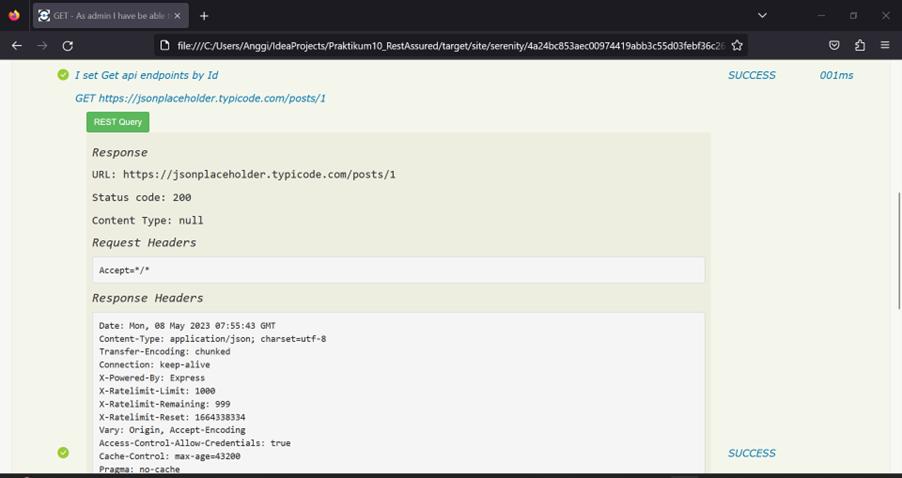 GET - As admin I have be able t
file:///C:/Users/Anggi/IdeaProjects/Praktikum10_RestAssured/target/site/serenity/4a24bc853aec00974419abb3c55d03febf36c26
I set Get api endpoints by Id SUCCESS 001ms
GET https://jsonplaceholder.typicode.com/posts/1
REST Query
Response
URL: https://jsonplaceholder.typicode.com/posts/1
Status code: 200
Content Type: null
Request Headers
Accept=*/*
Response Headers
Date: Mon, 08 May 2023 07:55:43 GMT
Content-Type: application/json; charset=utf-8
Transfer-Encoding: chunked
Connection: keep-alive
X-Powered-By: Express
X-Ratelimit-Limit: 1000
X-Ratelimit-Remaining: 999
X-Ratelimit-Reset: 1664338334
Vary: Origin, Accept-Encoding
Access-Control-Allow-Credentials: true
Cache-Control: max-age=43200
SUCCESS
Pragma: no-cache